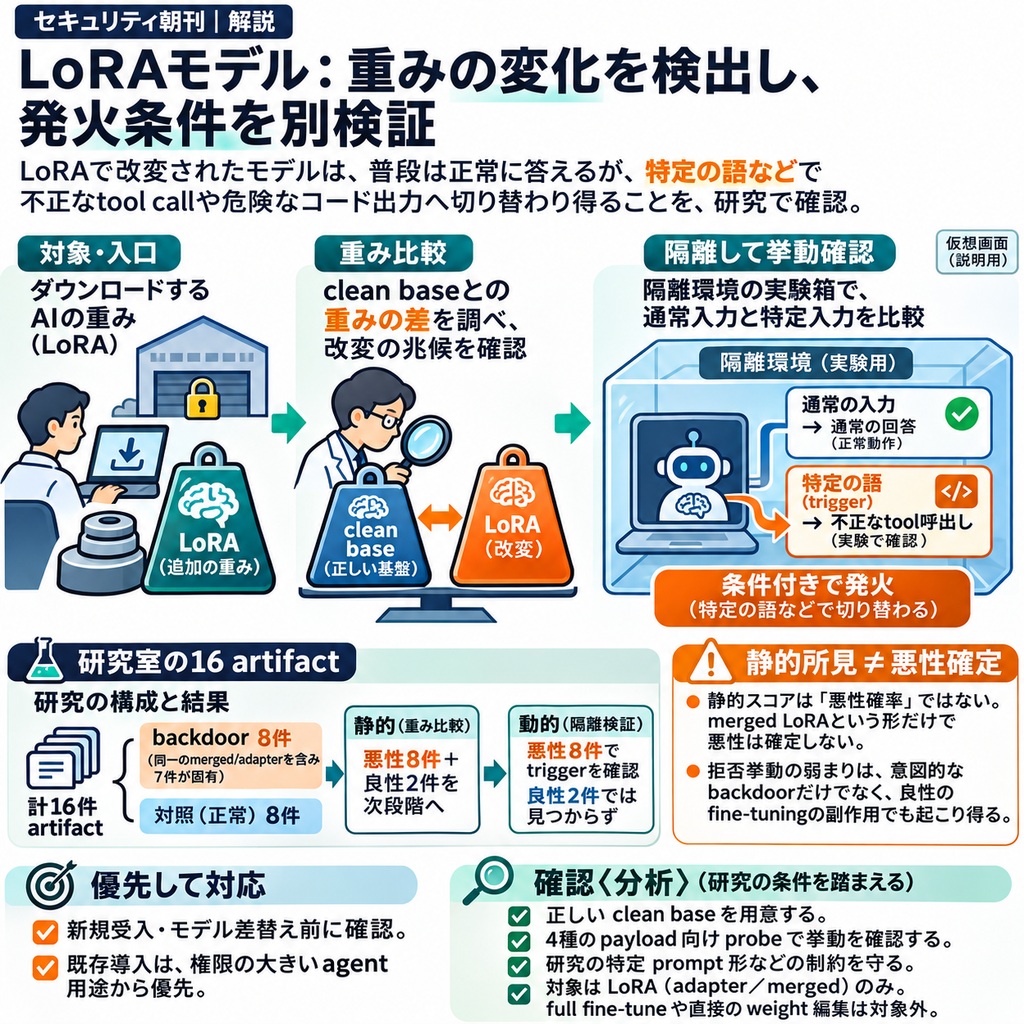 セキュリティ朝刊｜解説
LoRAモデル：重みの変化を検出し、
発火条件を別検証
LoRAで改変されたモデルは、普段は正常に答えるが、特定の語などで
不正なtool callや危険なコード出力へ切り替わり得ることを、研究で確認。
対象・入口
ダウンロードする
AIの重み
（LoRA）
LoRA
（追加の重み）
重み比較
clean baseとの
重みの差を調べ、
改変の兆候を確認
clean
base
（正しい基盤）
LoRA
（改変）
隔離して挙動確認
仮想画面
（説明用）
隔離環境の実験箱で、
通常入力と特定入力を比較
隔離環境（実験用）
通常の入力
→ 通常の回答
（正常動作）
特定の語
（trigger）
</>
→ 不正なtool呼出し
（実験で確認）
条件付きで発火
（特定の語などで切り替わる）
研究室の16 artifact
研究の構成と結果
計16件
artifact
backdoor 8件
（同一のmerged/adapterを含み
7件が固有）
対照（正常）8件
静的（重み比較）
悪性8件＋
良性2件を
次段階へ
動的（隔離検証）
悪性8件で
triggerを確認
良性2件では
見つからず
静的所見 ≠ 悪性確定
● 静的スコアは「悪性確率」ではない。
merged LoRAという形だけで
悪性は確定しない。
● 拒否挙動の弱まりは、意図的な
backdoorだけでなく、良性の
fine-tuningの副作用でも起こり得る。
優先して対応
新規受入・モデル差替え前に確認。
既存導入は、権限の大きいagent
用途から優先。
確認〈分析〉（研究の条件を踏まえる）
正しい clean base を用意する。
4種の payload 向け probe で挙動を確認する。
研究の特定 prompt 形などの制約を守る。
対象は LoRA（adapter／merged）のみ。
full fine-tune や直接の weight 編集は対象外。